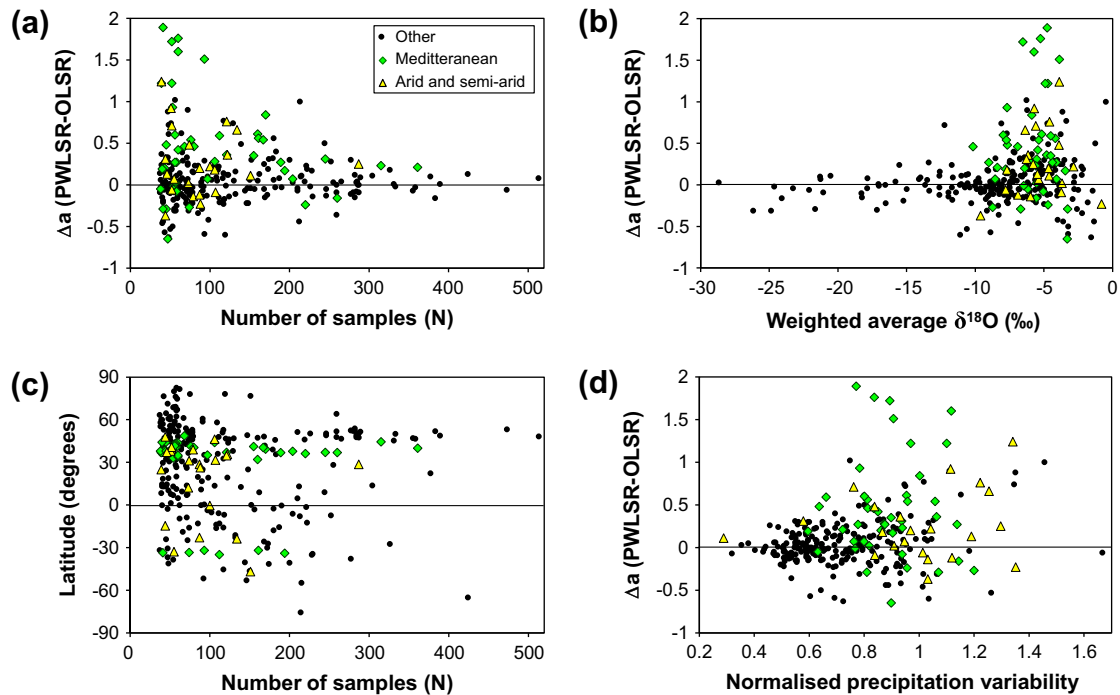 (a)
Δa (PWLSR-OLSR)
2
1.5
1
0.5
0
-0.5
-1
0 100 200 300 400 500
Number of samples (N)
Other
Meditteranean
Arid and semi-arid
(b)
Δa (PWLSR-OLSR)
2
1.5
1
0.5
0
-0.5
-1
-30 -25 -20 -15 -10 -5 0
Weighted average δ¹⁸O (‰)
(c)
Latitude (degrees)
90
60
30
0
-30
-60
-90
0 100 200 300 400 500
Number of samples (N)
(d)
Δa (PWLSR-OLSR)
2
1.5
1
0.5
0
-0.5
-1
0.2 0.4 0.6 0.8 1 1.2 1.4 1.6
Normalised precipitation variability